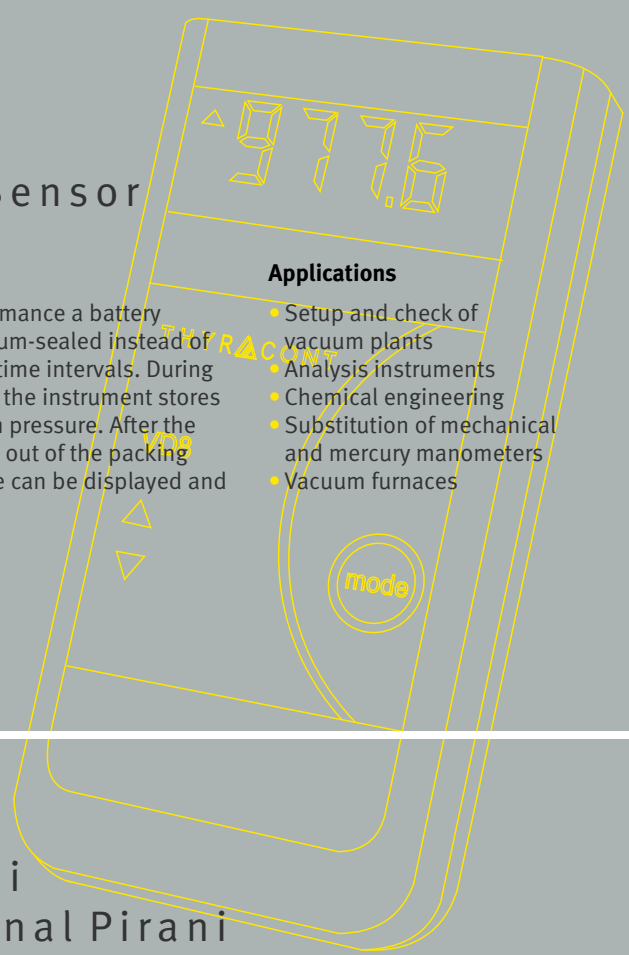 977.6
Sensor
mance a battery
um-sealed instead of
time intervals. During
the instrument stores
n pressure. After the
out of the packing
e can be displayed and
Applications
• Setup and check of
vacuum plants
• Analysis instruments
• Chemical engineering
• Substitution of mechanical
and mercury manometers
• Vacuum furnaces
THYRACONT
VD8
mode
i
nal Pirani